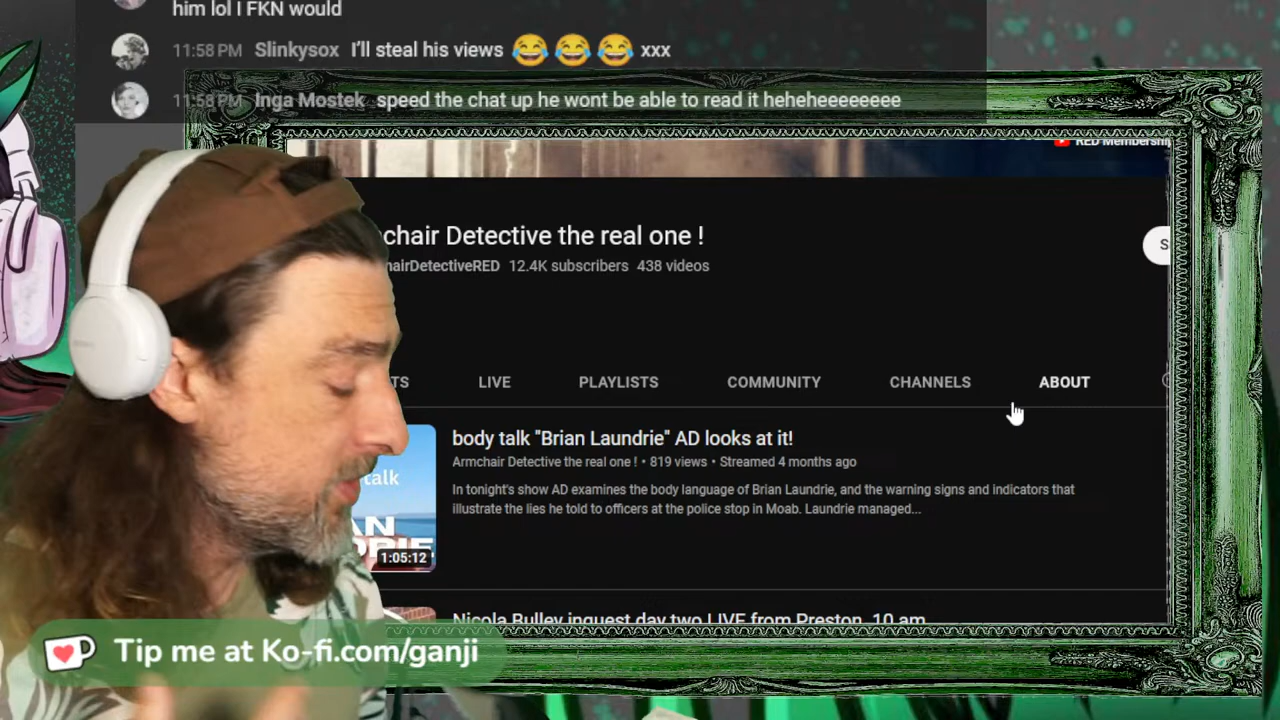 him lol I FKN would
11:58 PM Slinkysox I'll steal his views 😂😂😂 xxx
11:58 PM Inga Mostek speed the chat up he wont be able to read it heheheeeeeeee
RED Membership
chair Detective the real one !
hairDetectiveRED 12.4K subscribers 438 videos
S
TS LIVE PLAYLISTS COMMUNITY CHANNELS ABOUT
body talk "Brian Laundrie" AD looks at it!
Armchair Detective the real one ! • 819 views • Streamed 4 months ago
talk
In tonight's show AD examines the body language of Brian Laundrie, and the warning signs and indicators that
illustrate the lies he told to officers at the police stop in Moab. Laundrie managed...
AN
1:05:12
Nicola Bulley inquest day two LIVE from Preston 10 am
Tip me at Ko-fi.com/ganji